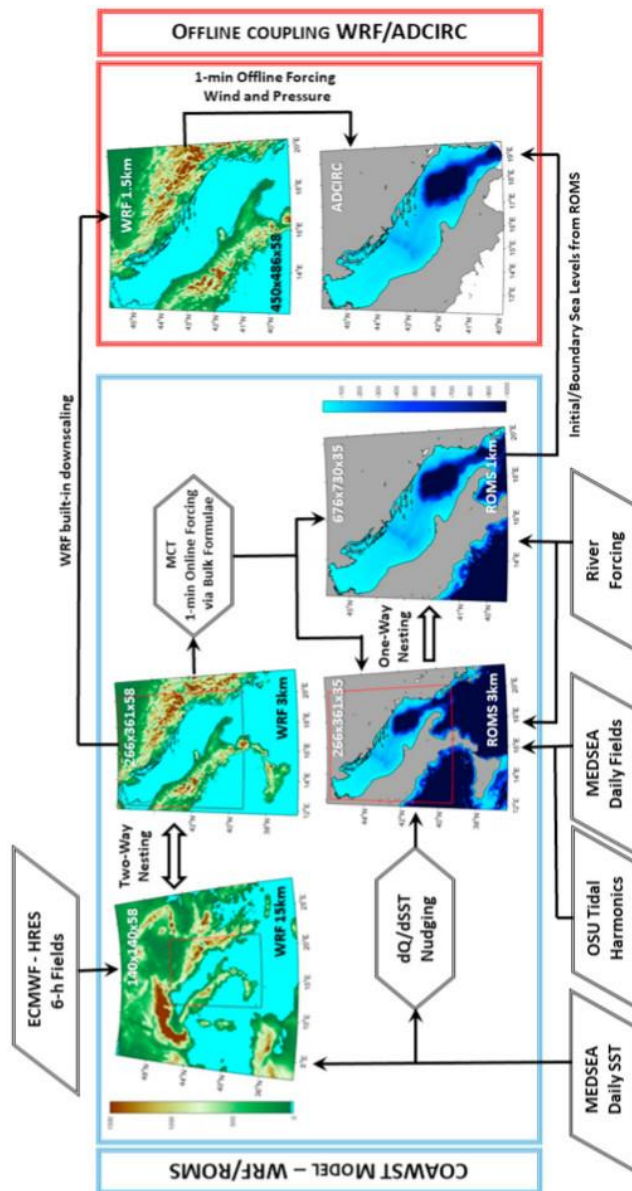 COAWST MODEL – WRF/ROMS
OFFLINE COUPLING WRF/ADCIRC
ECMWF - HRES
6-h Fields
WRF 15km
140x140x58
Two-Way
Nesting
WRF 3km
266x361x58
WRF built-in downscaling
MCT
1-min Online Forcing
via Bulk Formulae
WRF 1.5km
450x486x58
1-min Offline Forcing
Wind and Pressure
ADCIRC
dQ/dSST
Nudging
266x361x35
ROMS 3km
One-Way
Nesting
676x730x35
ROMS 1km
Initial/Boundary Sea Levels from ROMS
MEDSEA
Daily SST
OSU Tidal
Harmonics
MEDSEA
Daily Fields
River
Forcing